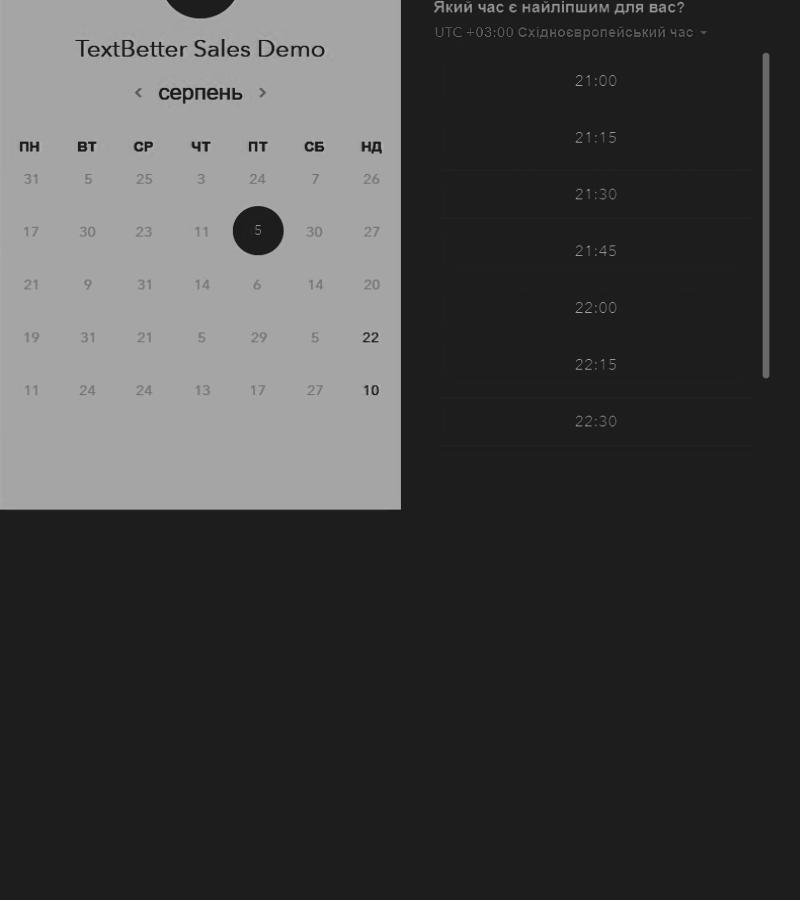 TextBetter Sales Demo
серпень
ПН ВТ СР ЧТ ПТ СБ НД
31 5 25 3 24 7 26
17 30 23 11 5 30 27
21 9 31 14 6 14 20
19 31 21 5 29 5 22
11 24 24 13 17 27 10
Який час є найліпшим для вас?
UTC +03:00 Східноєвропейський час
21:00
21:15
21:30
21:45
22:00
22:15
22:30